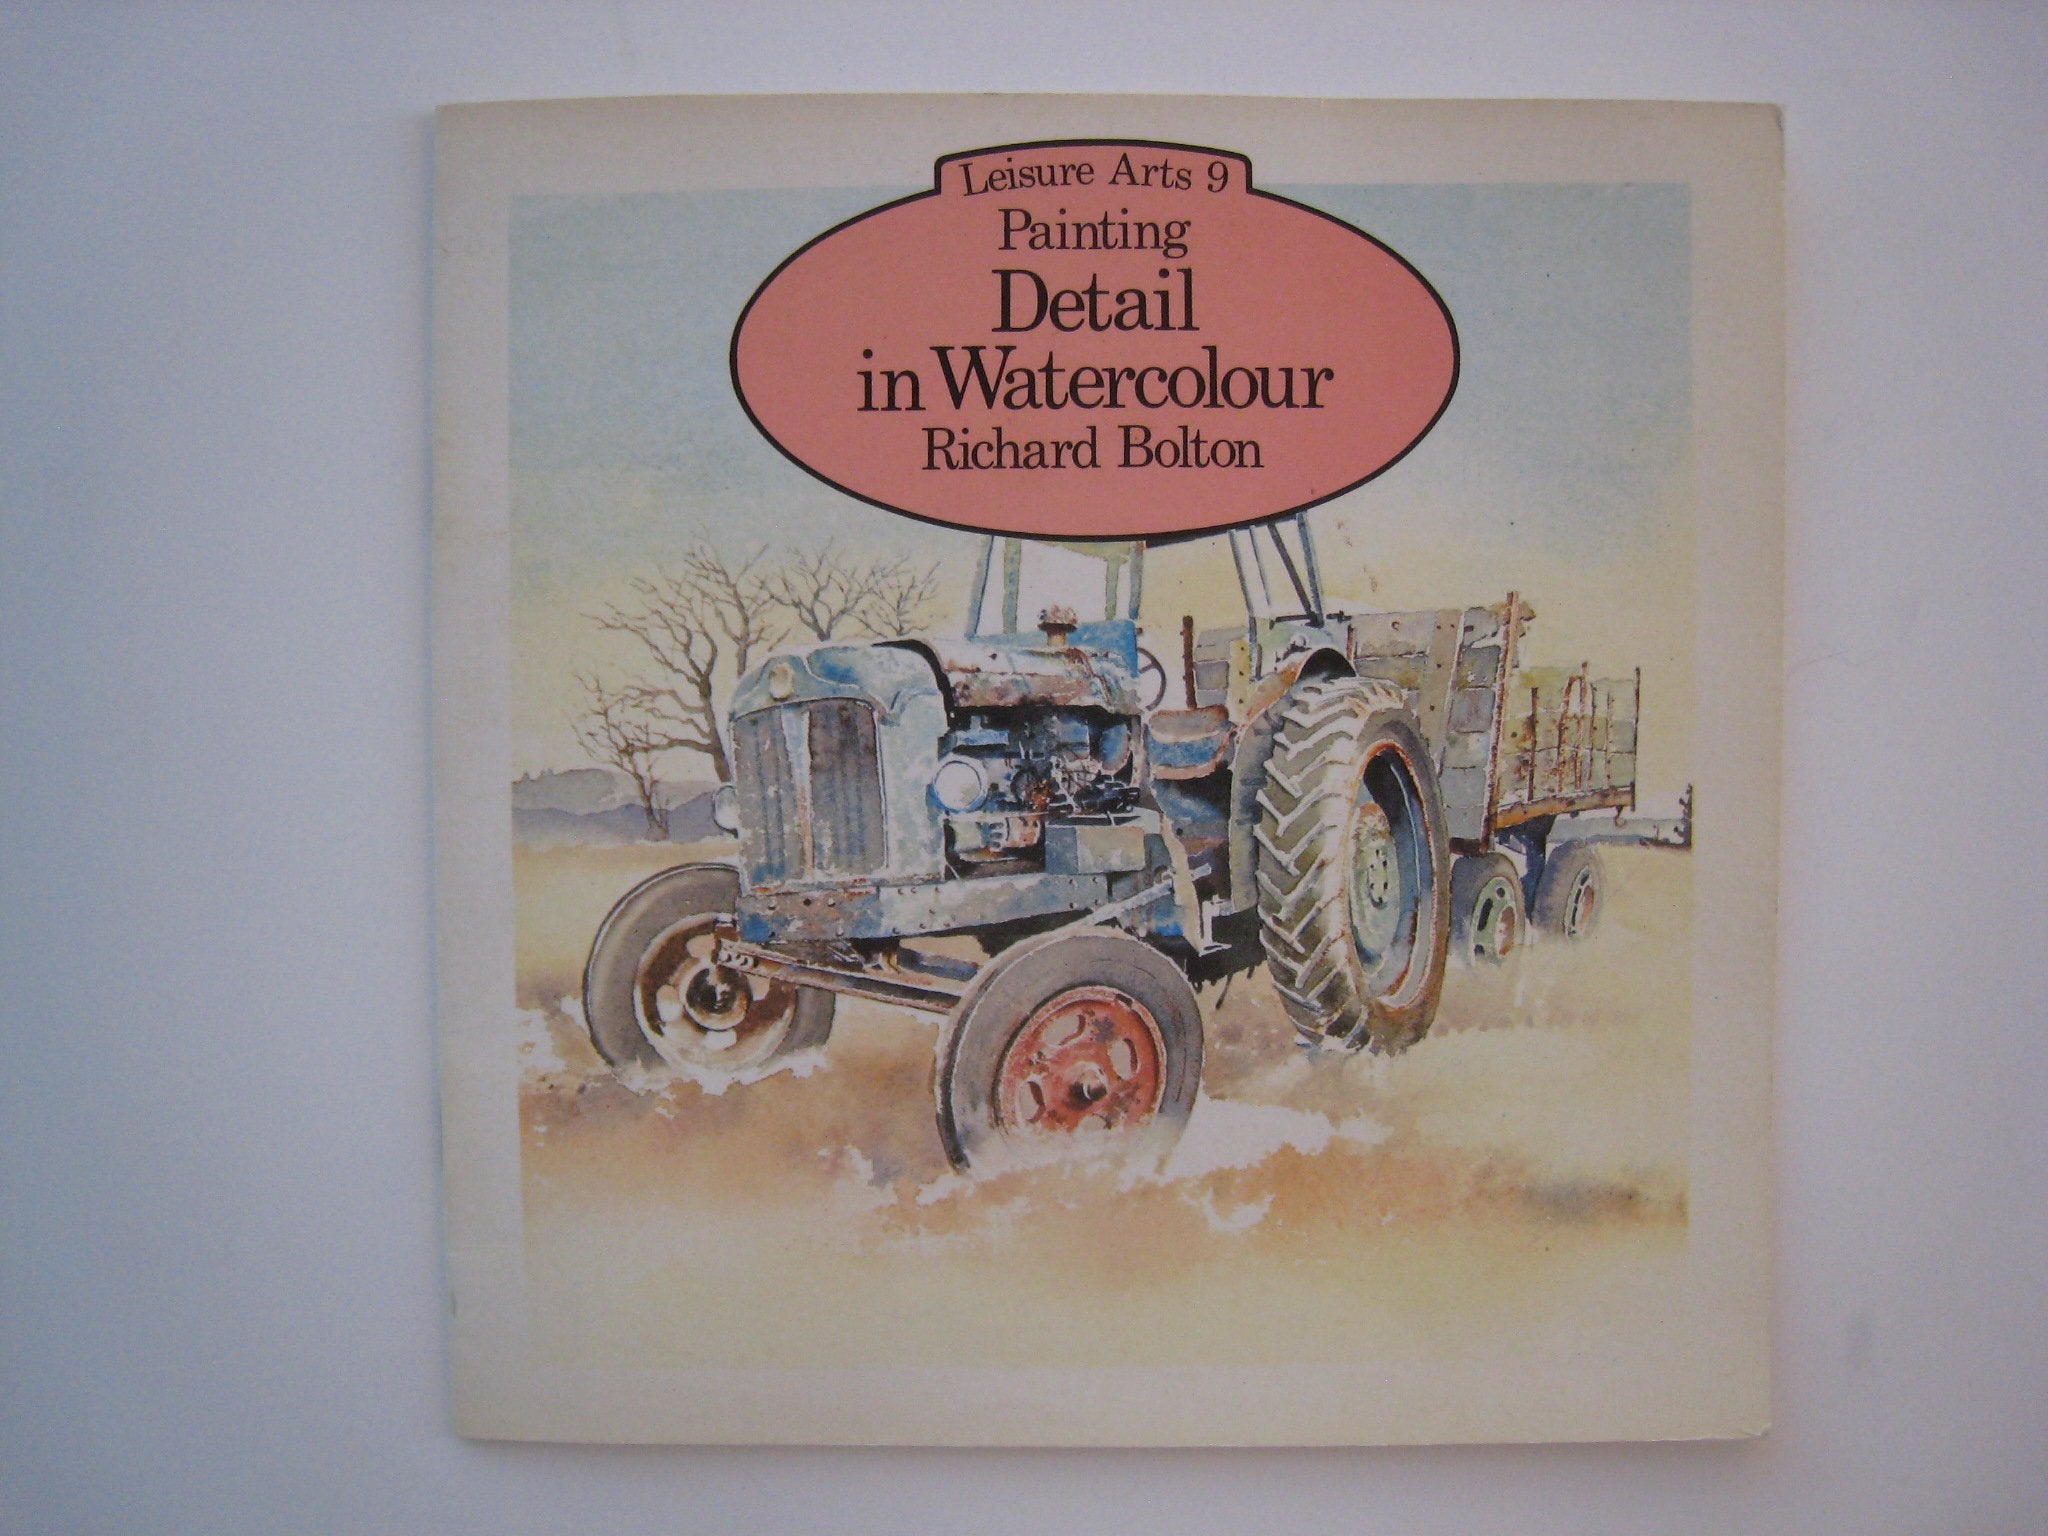 Leisure Arts 9
Painting
Detail
in Watercolour
Richard Bolton